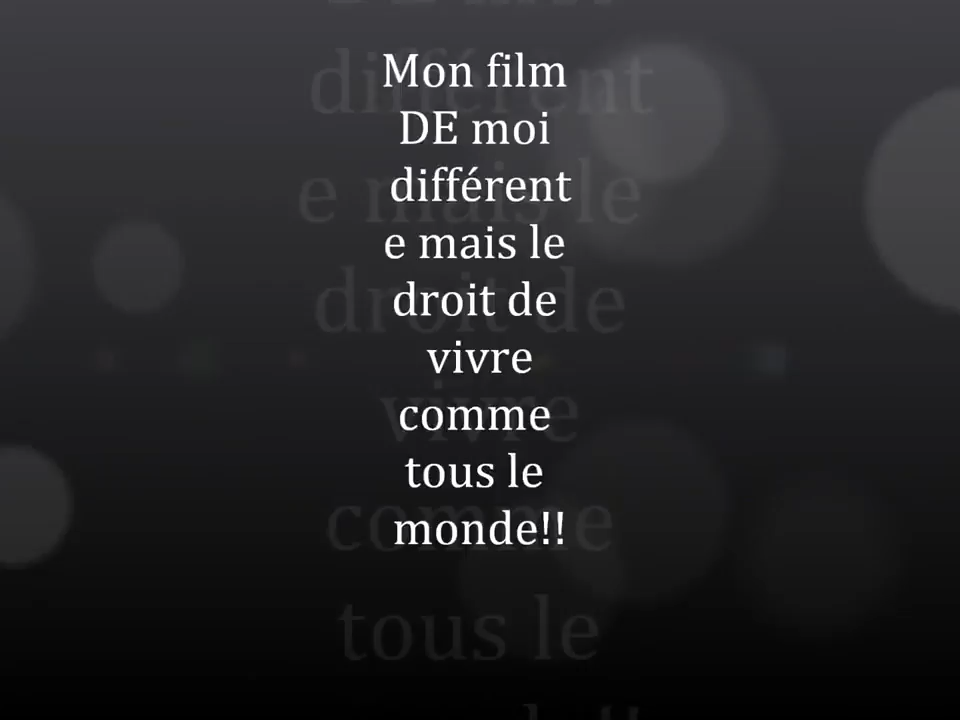 Mon film
DE moi
différent
e mais le
droit de
vivre
comme
tous le
monde!!